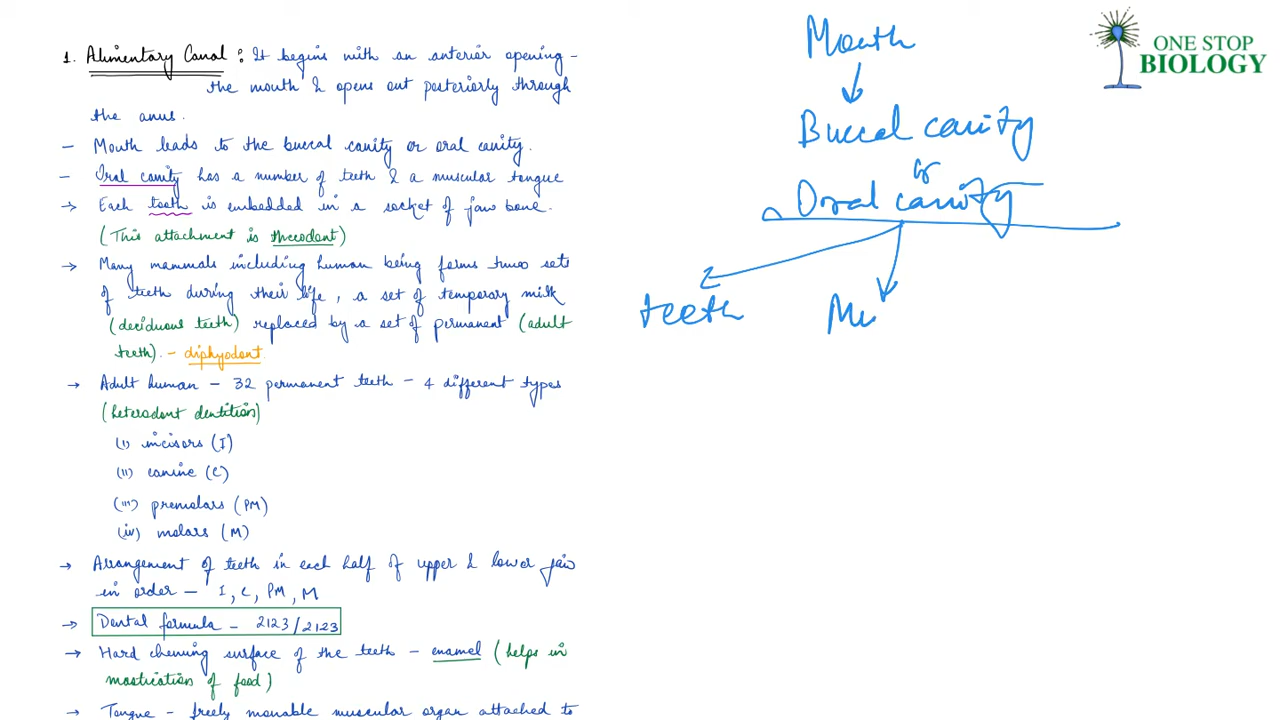 1. Alimentary Canal : It begins with an anterior opening -
the mouth & opens out posteriorly through
the anus.
- Mouth leads to the buccal cavity or oral cavity.
- Oral cavity has a number of teeth & a muscular tongue
→ Each tooth is embedded in a socket of jaw bone.
(This attachment is thecodont)
→ Many mammals including human being forms two sets
of teeth during their life, a set of temporary milk
(deciduous teeth) replaced by a set of permanent (adult
teeth). - diphyodont.
→ Adult human - 32 permanent teeth - 4 different types
(heterodont dentition)
(i) incisors (I)
(ii) canine (C)
(iii) premolars (PM)
(iv) molars (M)
→ Arrangement of teeth in each half of upper & lower jaw
in order - I, C, PM, M
→ Dental formula - 2123/2123
→ Hard chewing surface of the teeth - enamel (helps in
mastication of food)
→ Tongue - freely movable muscular organ attached to
Mouth
↓
Buccal cavity
or
Oral cavity
teeth Mu
ONE STOP
BIOLOGY